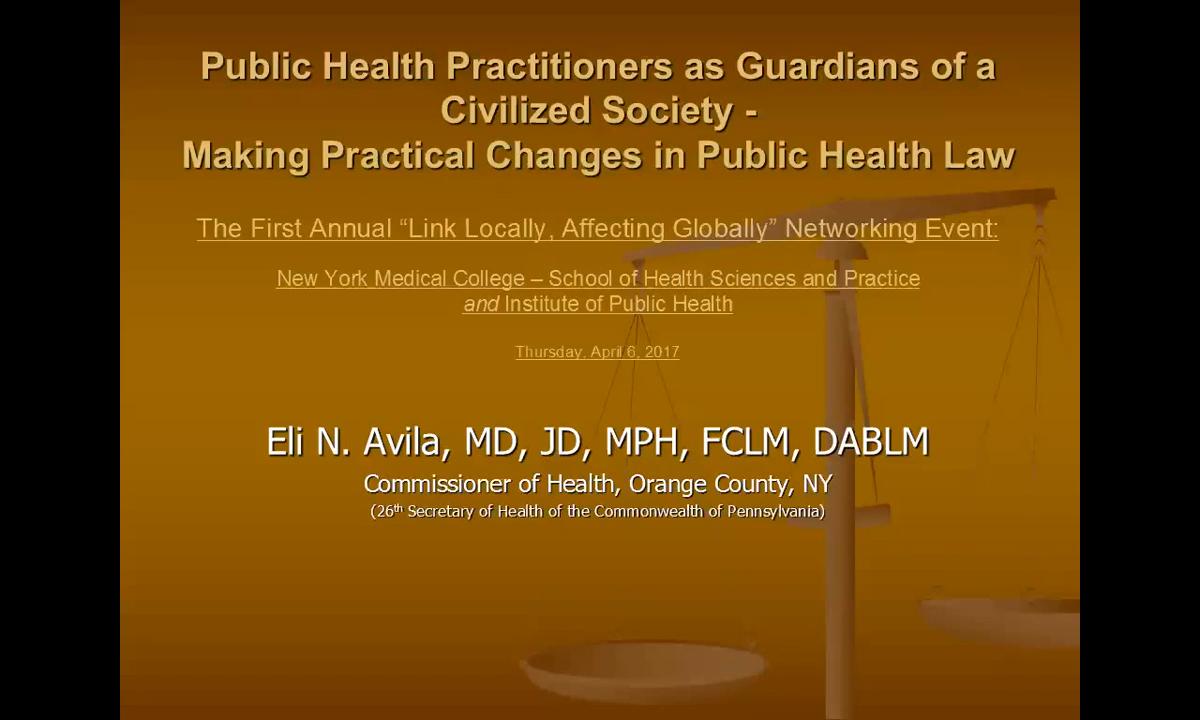 Public Health Practitioners as Guardians of a
Civilized Society -
Making Practical Changes in Public Health Law
The First Annual “Link Locally, Affecting Globally” Networking Event:
New York Medical College – School of Health Sciences and Practice
and Institute of Public Health
Thursday, April 6, 2017
Eli N. Avila, MD, JD, MPH, FCLM, DABLM
Commissioner of Health, Orange County, NY
(26th Secretary of Health of the Commonwealth of Pennsylvania)